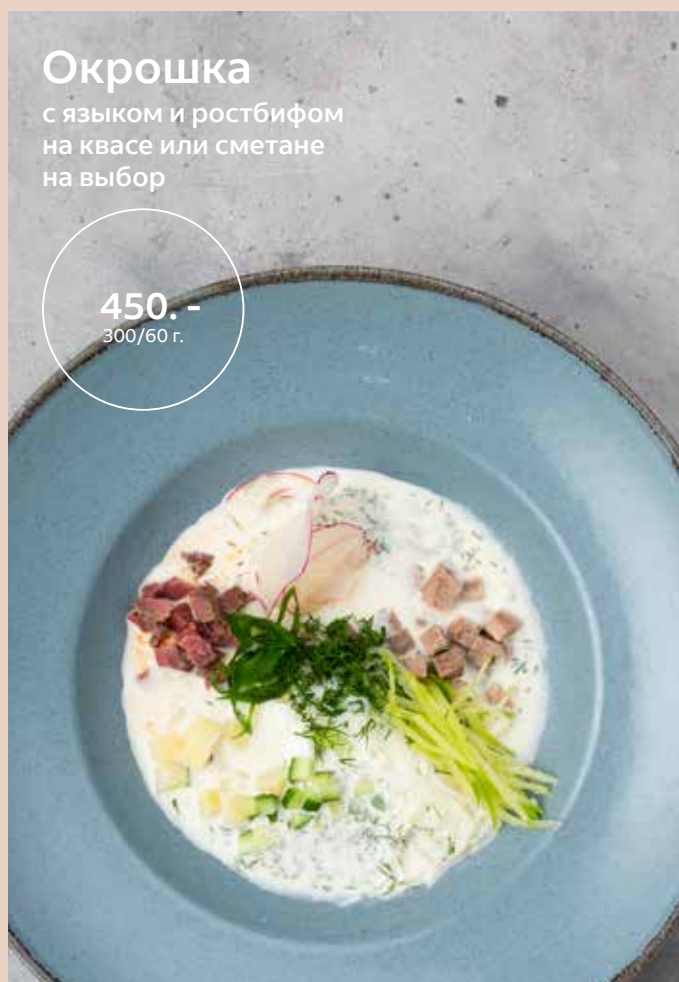 Окрошка
с языком и ростбифом
на квасе или сметане
на выбор
450. -
300/60 г.